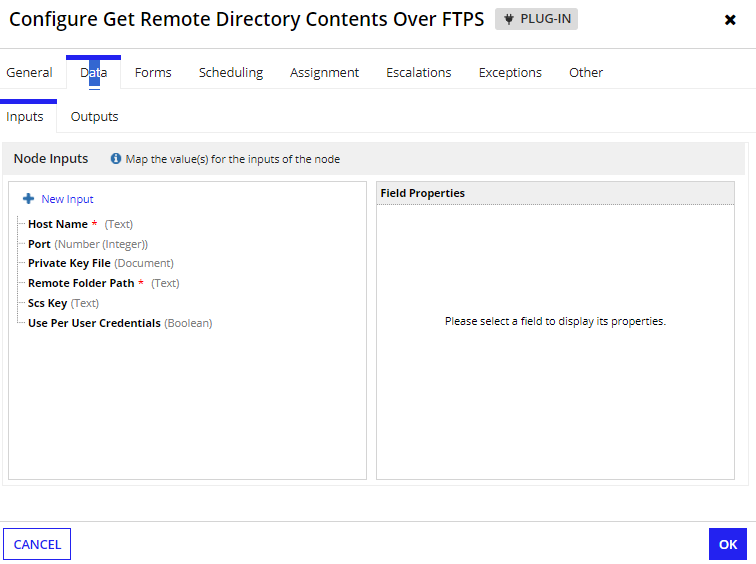 Configure Get Remote Directory Contents Over FTPS PLUG-IN
General Data Forms Scheduling Assignment Escalations Exceptions Other
Inputs Outputs
Node Inputs Map the value(s) for the inputs of the node
New Input
Host Name * (Text)
Port (Number (Integer))
Private Key File (Document)
Remote Folder Path * (Text)
Scs Key (Text)
Use Per User Credentials (Boolean)
Field Properties
Please select a field to display its properties.
CANCEL OK